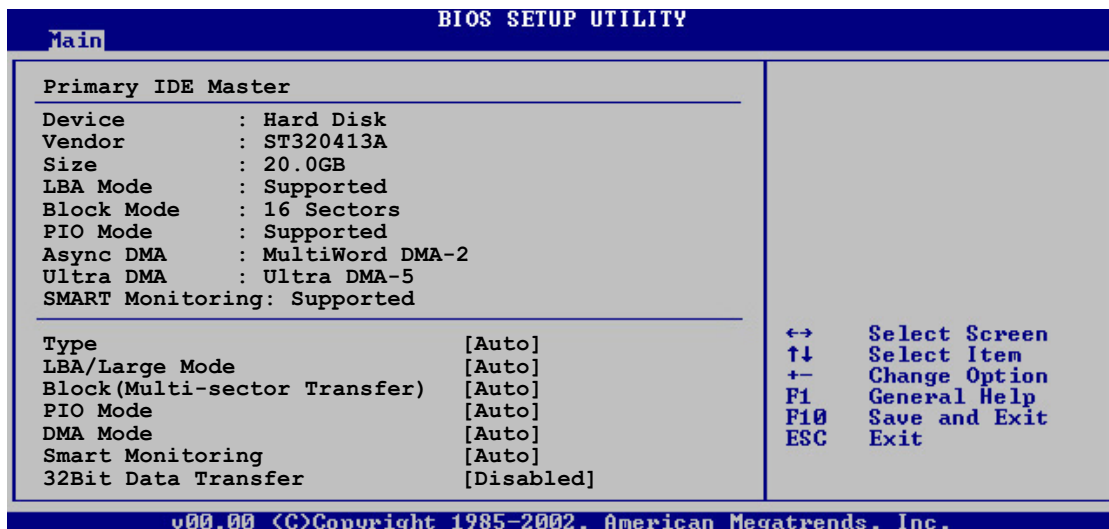 BIOS SETUP UTILITY
Main
Primary IDE Master
Device : Hard Disk
Vendor : ST320413A
Size : 20.0GB
LBA Mode : Supported
Block Mode : 16 Sectors
PIO Mode : Supported
Async DMA : MultiWord DMA-2
Ultra DMA : Ultra DMA-5
SMART Monitoring: Supported
Type [Auto]
LBA/Large Mode [Auto]
Block(Multi-sector Transfer) [Auto]
PIO Mode [Auto]
DMA Mode [Auto]
Smart Monitoring [Auto]
32Bit Data Transfer [Disabled]
←→ Select Screen
↑↓ Select Item
+- Change Option
F1 General Help
F10 Save and Exit
ESC Exit
v00.00 (C)Copyright 1985-2002, American Megatrends, Inc.